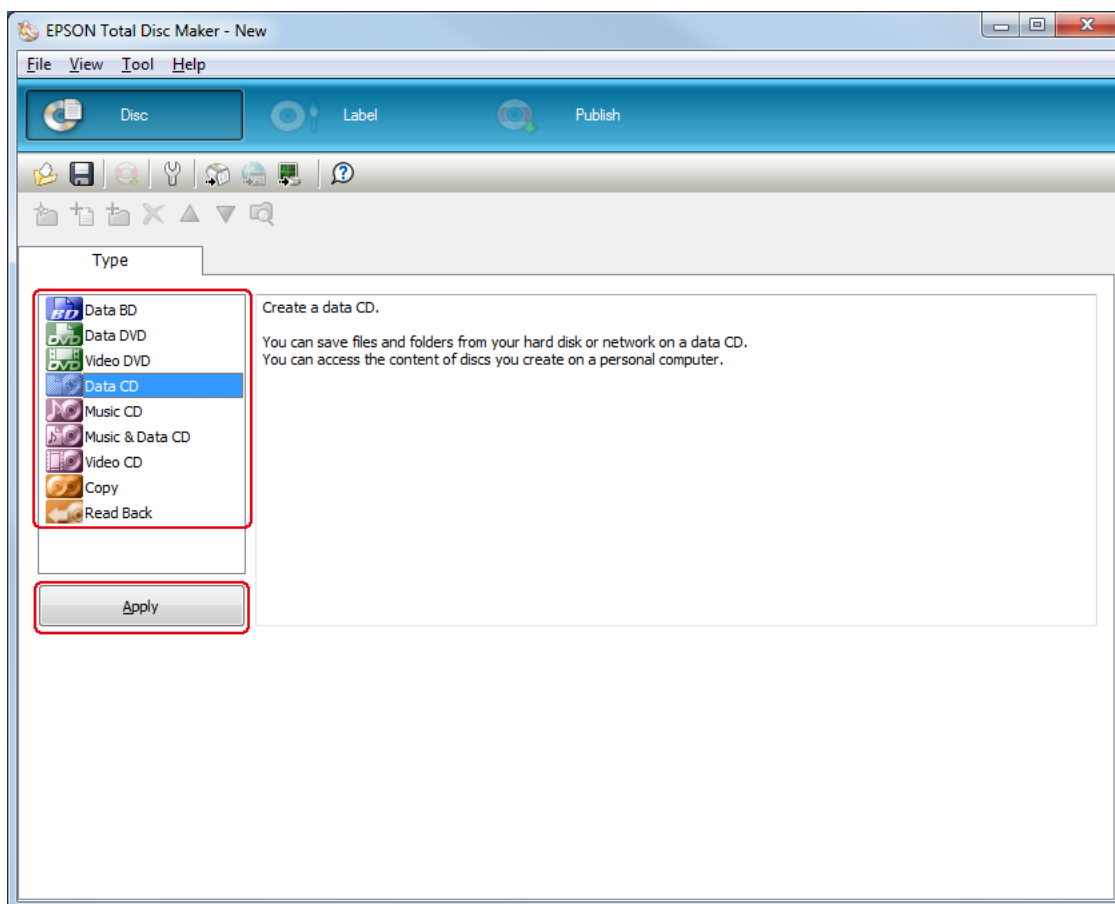 EPSON Total Disc Maker - New
File View Tool Help
Disc Label Publish
Type
Data BD
Data DVD
Video DVD
Data CD
Music CD
Music & Data CD
Video CD
Copy
Read Back
Apply
Create a data CD.
You can save files and folders from your hard disk or network on a data CD.
You can access the content of discs you create on a personal computer.